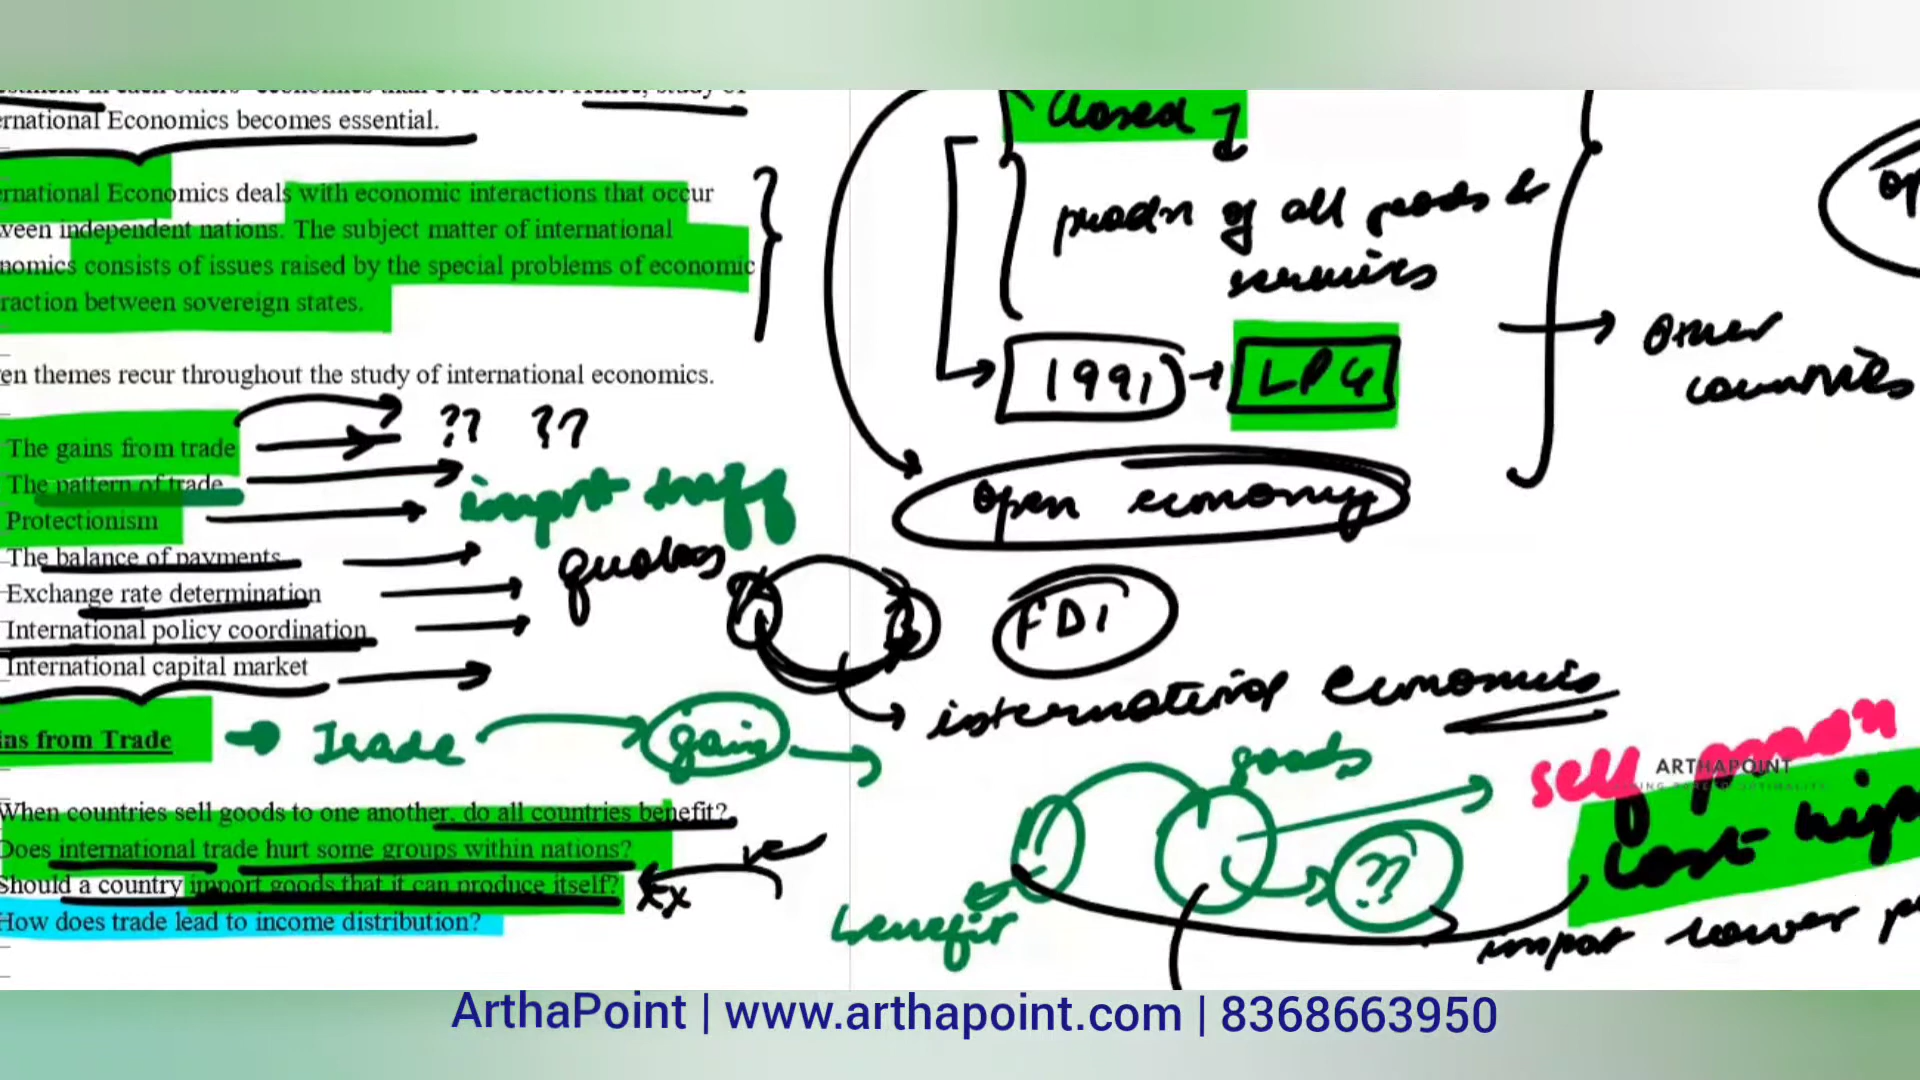 ernational Economics becomes essential.
ernational Economics deals with economic interactions that occur
ween independent nations. The subject matter of international
nomics consists of issues raised by the special problems of economic
raction between sovereign states.
en themes recur throughout the study of international economics.
The gains from trade
?? ??
The pattern of trade
Protectionism
import tariff
The balance of payments
quotas
Exchange rate determination
International policy coordination
International capital market
ins from Trade
Trade
gain
When countries sell goods to one another, do all countries benefit?
Does international trade hurt some groups within nations?
Should a country import goods that it can produce itself?
How does trade lead to income distribution?
Closed
prodn of all goods &
services
1991
LPG
other
countries
open economy
FDI
international economics
goods
sell
ARTHAPOINT
??
cost high
benefit
import lower
ArthaPoint | www.arthapoint.com | 8368663950